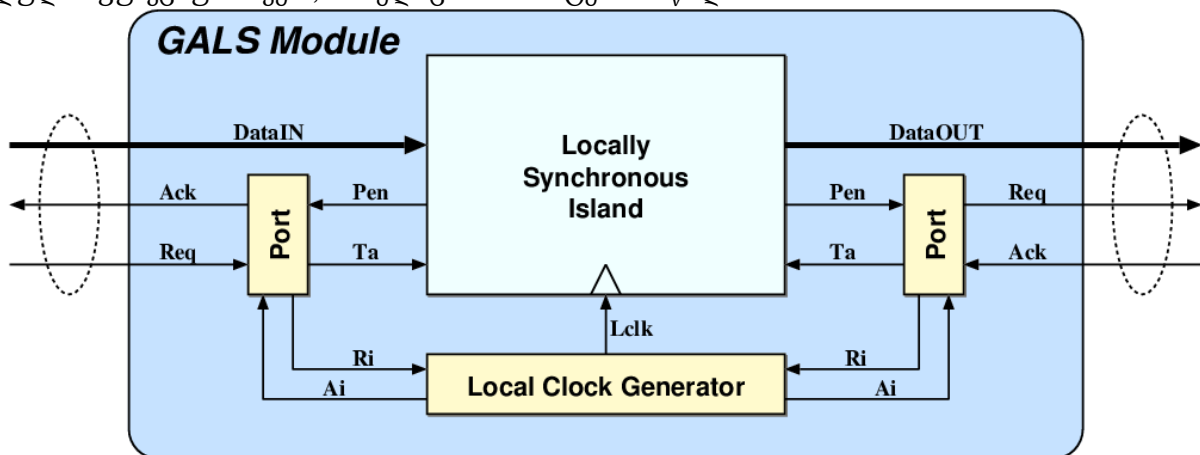 GALS Module
DataIN
DataOUT
Locally
Synchronous
Island
Ack
Pen
Pen
Req
Port
Port
Req
Ta
Ta
Ack
Lclk
Ri
Ri
Ai
Ai
Local Clock Generator